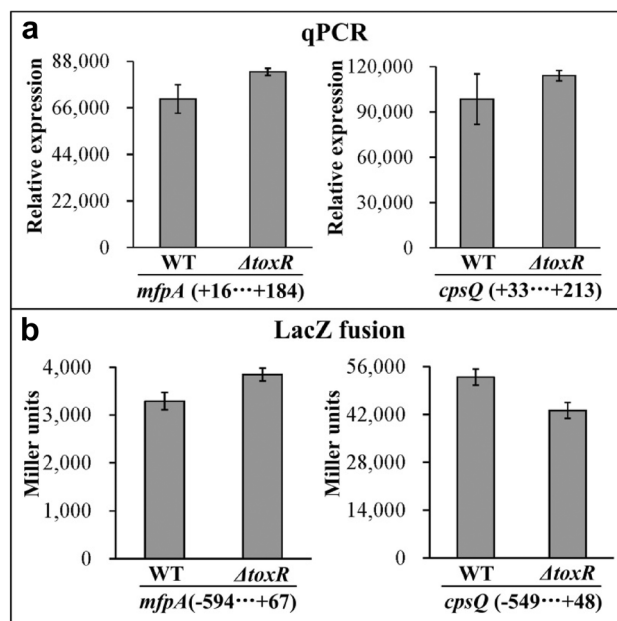 a
qPCR
Relative expression
88,000
66,000
44,000
22,000
0
WT ΔtoxR
mfpA (+16···+184)
Relative expression
120,000
90,000
60,000
30,000
0
WT ΔtoxR
cpsQ (+33···+213)
b
LacZ fusion
Miller units
4,000
3,000
2,000
1,000
0
WT ΔtoxR
mfpA(-594···+67)
Miller units
56,000
42,000
28,000
14,000
0
WT ΔtoxR
cpsQ (-549···+48)